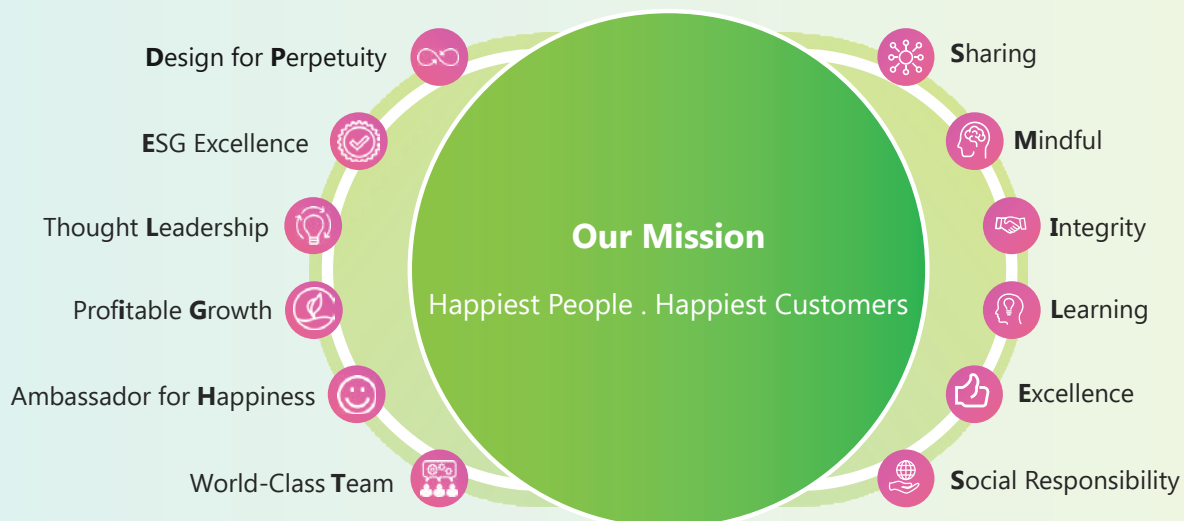 Design for Perpetuity
ESG Excellence
Thought Leadership
Profitable Growth
Ambassador for Happiness
World-Class Team
Our Mission
Happiest People . Happiest Customers
Sharing
Mindful
Integrity
Learning
Excellence
Social Responsibility